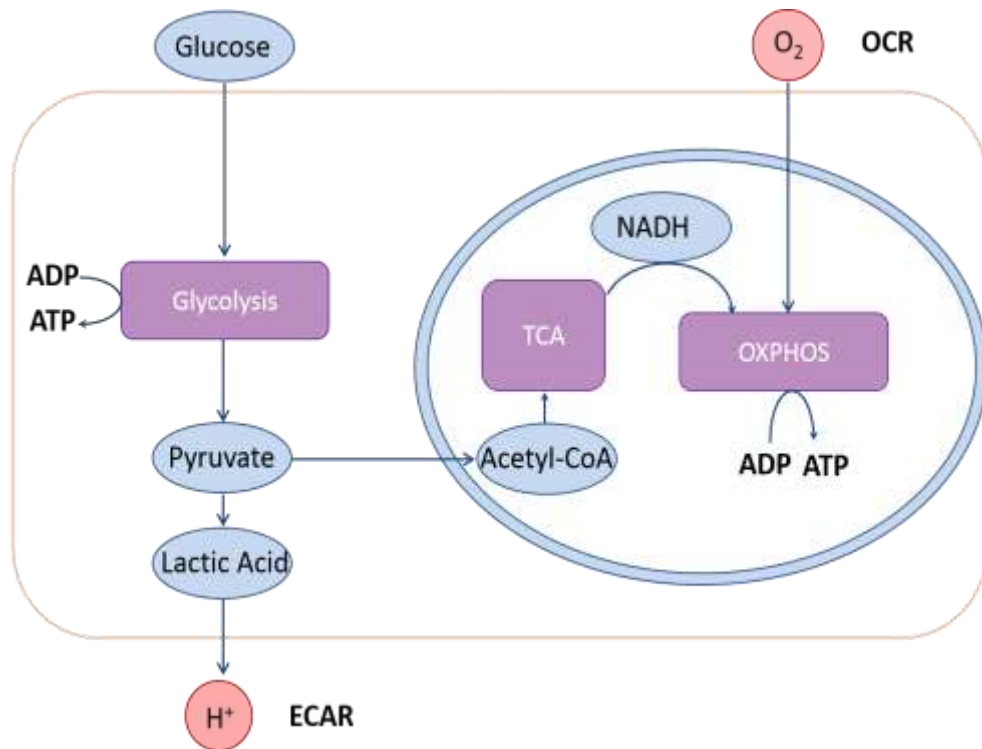 Glucose
O₂
OCR
NADH
ADP
ATP
Glycolysis
TCA
OXPHOS
Pyruvate
Acetyl-CoA
ADP ATP
Lactic Acid
H⁺
ECAR